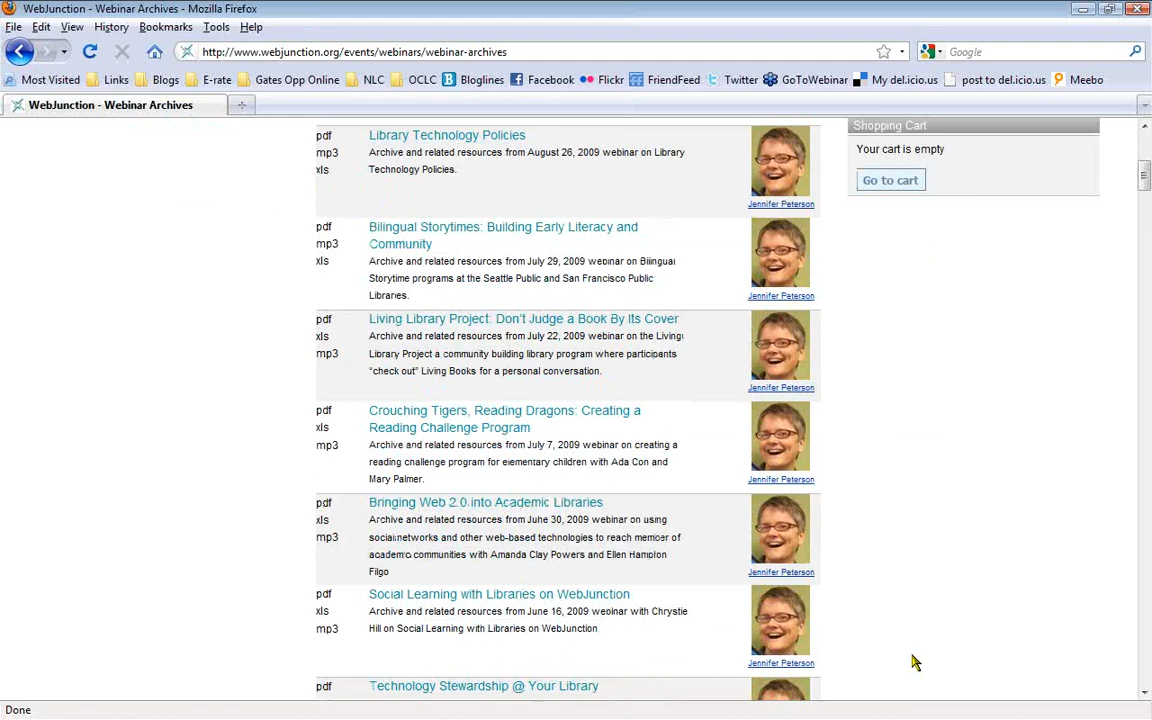 WebJunction - Webinar Archives - Mozilla Firefox
File Edit View History Bookmarks Tools Help
http://www.webjunction.org/events/webinars/webinar-archives
Google
Most Visited Links Blogs E-rate Gates Opp Online NLC OCLC Bloglines Facebook Flickr FriendFeed Twitter GoToWebinar My del.icio.us post to del.icio.us Meebo
WebJunction - Webinar Archives
Shopping Cart
Your cart is empty
Go to cart
pdf
mp3
xls
Library Technology Policies
Archive and related resources from August 26, 2009 webinar on Library
Technology Policies.
Jennifer Peterson
pdf
mp3
xls
Bilingual Storytimes: Building Early Literacy and
Community
Archive and related resources from July 29, 2009 webinar on Bilingual
Storytime programs at the Seattle Public and San Francisco Public
Libraries.
Jennifer Peterson
pdf
xls
mp3
Living Library Project: Don't Judge a Book By Its Cover
Archive and related resources from July 22, 2009 webinar on the Living
Library Project a community building library program where participants
"check out" Living Books for a personal conversation.
Jennifer Peterson
pdf
xls
mp3
Crouching Tigers, Reading Dragons: Creating a
Reading Challenge Program
Archive and related resources from July 7, 2009 webinar on creating a
reading challenge program for elementary children with Ada Con and
Mary Palmer.
Jennifer Peterson
pdf
xls
mp3
Bringing Web 2.0 into Academic Libraries
Archive and related resources from June 30, 2009 webinar on using
social networks and other web-based technologies to reach member of
academic communities with Amanda Clay Powers and Ellen Hampton
Filgo
Jennifer Peterson
pdf
xls
mp3
Social Learning with Libraries on WebJunction
Archive and related resources from June 16, 2009 webinar with Chrystie
Hill on Social Learning with Libraries on WebJunction
Jennifer Peterson
pdf
Technology Stewardship @ Your Library
Done